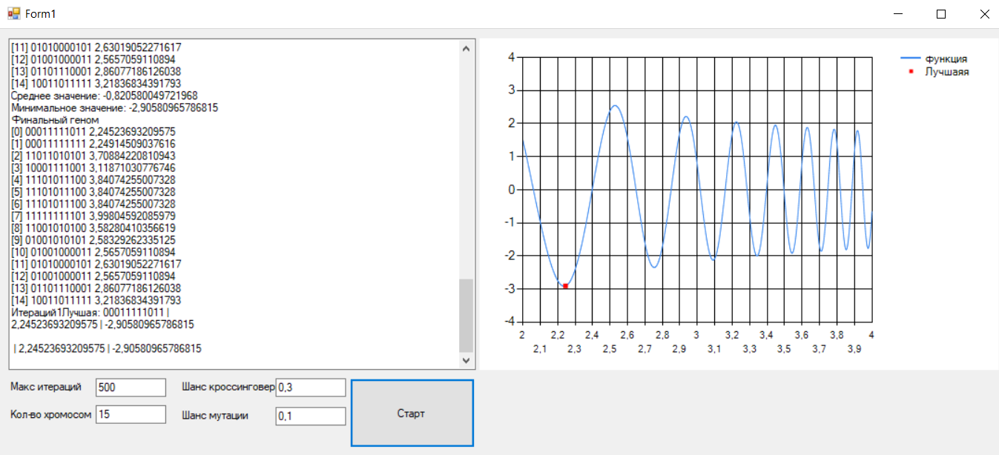 Form1
[11] 01010000101 2,63019052271617
[12] 01001000011 2,5657059110894
[13] 01101110001 2,86077186126038
[14] 10011011111 3,21836834391793
Среднее значение: -0,820580049721968
Минимальное значение: -2,90580965786815
Финальный геном
[0] 00011111011 2,24523693209575
[1] 00011111111 2,24914509037616
[2] 11011010101 3,70884220810943
[3] 10001111001 3,11871030776746
[4] 11101011100 3,84074255007328
[5] 11101011100 3,84074255007328
[6] 11101011100 3,84074255007328
[7] 11111111101 3,99804592085979
[8] 11001010100 3,58280410356619
[9] 01001010101 2,58329262335125
[10] 01001000011 2,5657059110894
[11] 01010000101 2,63019052271617
[12] 01001000011 2,5657059110894
[13] 01101110001 2,86077186126038
[14] 10011011111 3,21836834391793
Итераций1Лучшая: 00011111011 |
2,24523693209575 | -2,90580965786815
| 2,24523693209575 | -2,90580965786815
4
3
2
1
0
-1
-2
-3
-4
2 2,2 2,4 2,6 2,8 3 3,2 3,4 3,6 3,8 4
2,1 2,3 2,5 2,7 2,9 3,1 3,3 3,5 3,7 3,9
Функция
Лучшаяя
Макс итераций 500 Шанс кроссинговер 0,3
Кол-во хромосом 15 Шанс мутации 0,1
Старт